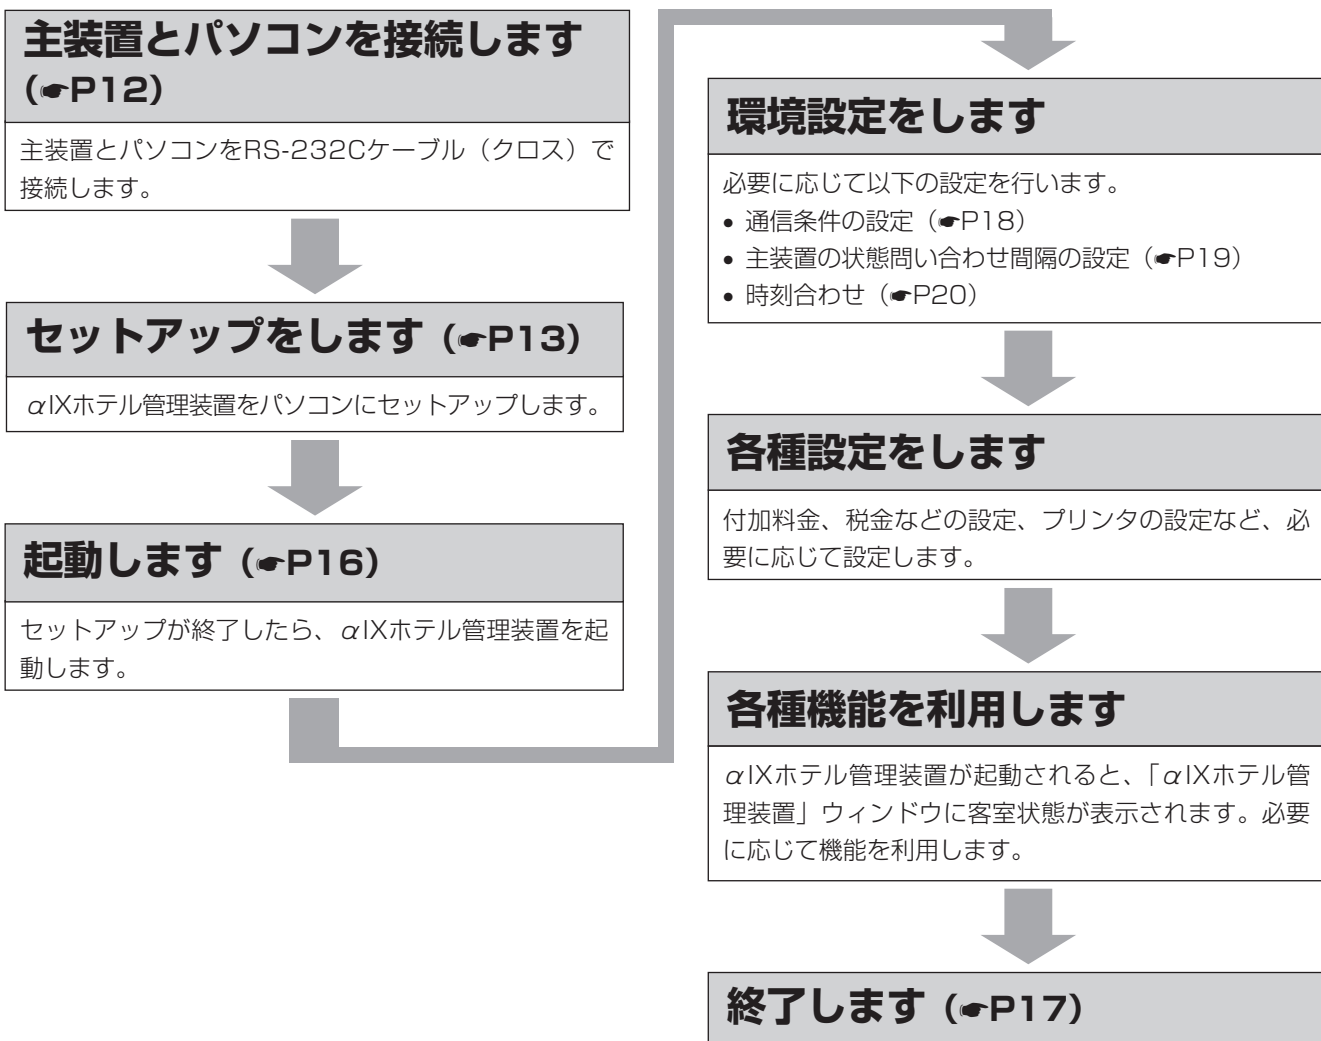 主装置とパソコンを接続します
(☛P12)
主装置とパソコンをRS-232Cケーブル（クロス）で
接続します。
セットアップをします (☛P13)
αIXホテル管理装置をパソコンにセットアップします。
起動します (☛P16)
セットアップが終了したら、αIXホテル管理装置を起
動します。
環境設定をします
必要に応じて以下の設定を行います。
• 通信条件の設定（☛P18）
• 主装置の状態問い合わせ間隔の設定（☛P19）
• 時刻合わせ（☛P20）
各種設定をします
付加料金、税金などの設定、プリンタの設定など、必
要に応じて設定します。
各種機能を利用します
αIXホテル管理装置が起動されると、「αIXホテル管
理装置」ウィンドウに客室状態が表示されます。必要
に応じて機能を利用します。
終了します (☛P17)